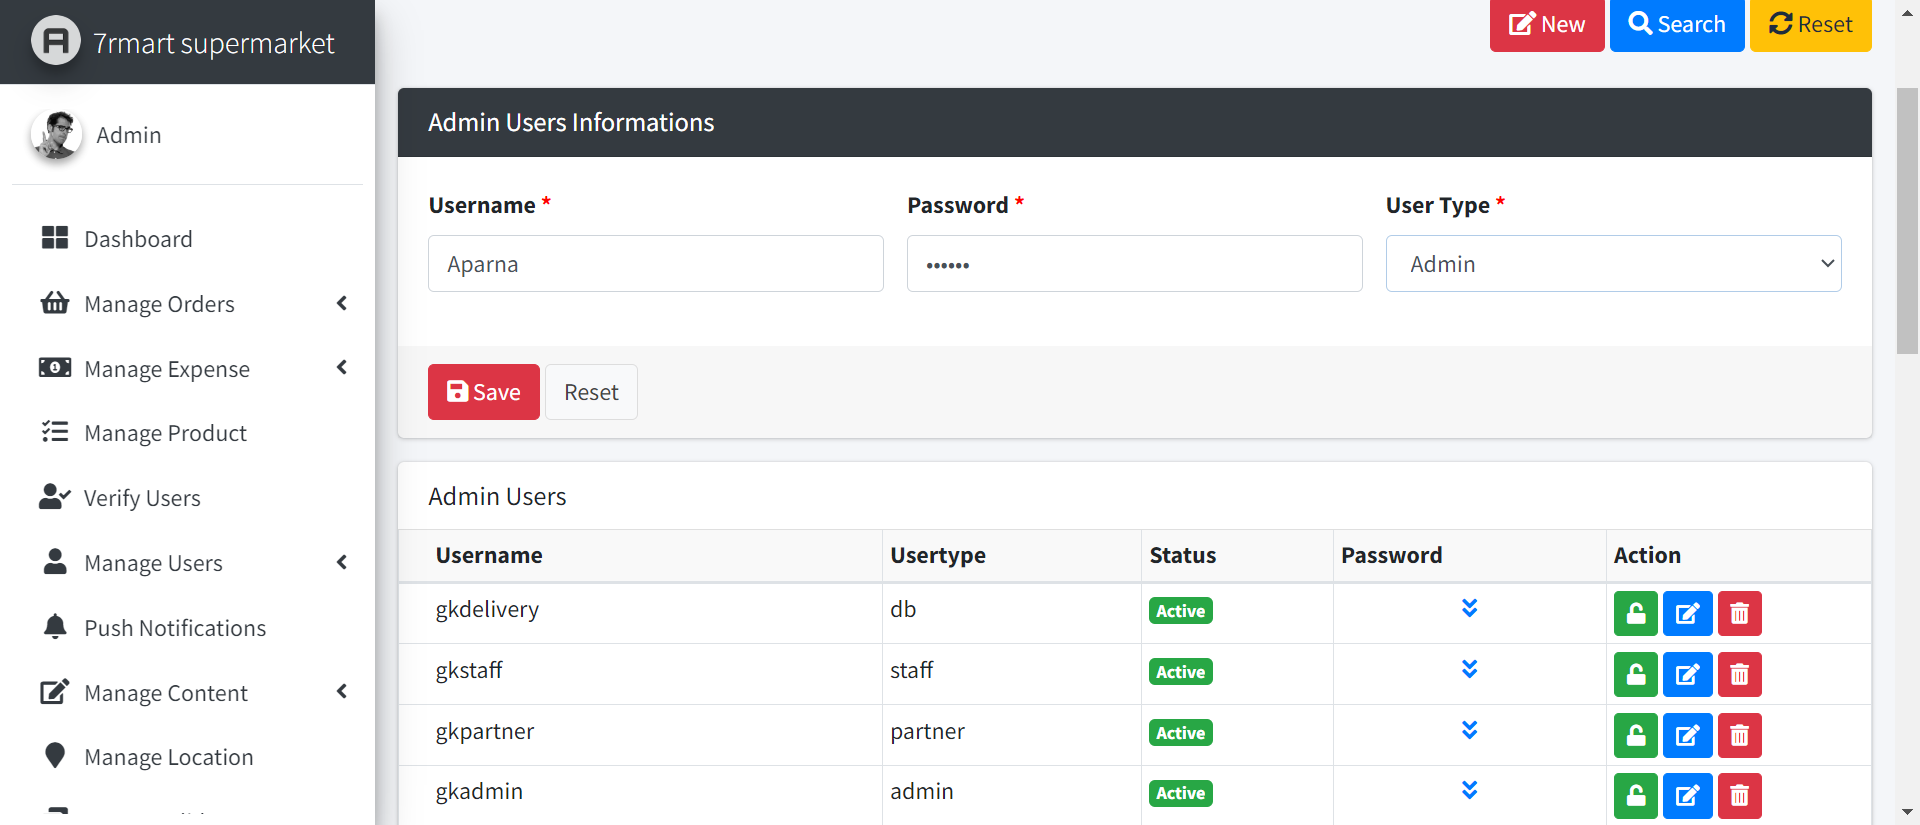 7rmart supermarket
Admin
Dashboard
Manage Orders
Manage Expense
Manage Product
Verify Users
Manage Users
Push Notifications
Manage Content
Manage Location
New Search Reset
Admin Users Informations
Username * Password * User Type *
Aparna •••••• Admin
Save Reset
Admin Users
Username Usertype Status Password Action
gkdelivery db Active
gkstaff staff Active
gkpartner partner Active
gkadmin admin Active